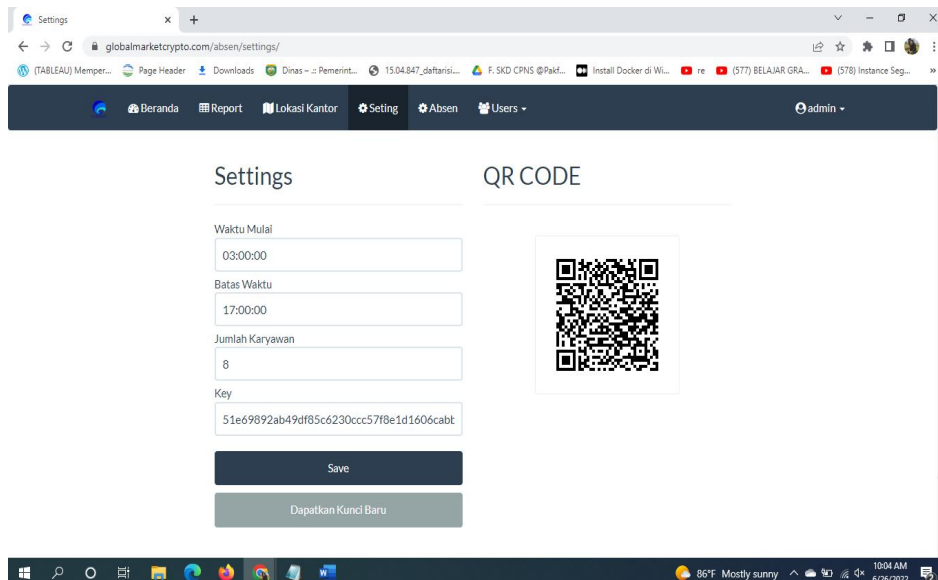 Settings
globalmarketcrypto.com/absen/settings/
(TABLEAU) Memper... Page Header Downloads Dinas – .:: Pemerint... 15.04.847_daftarisi... F. SKD CPNS @Pakf... Install Docker di Wi... re (577) BELAJAR GRA... (578) Instance Seg... »
Beranda Report Lokasi Kantor Seting Absen Users admin
Settings QR CODE
Waktu Mulai
03:00:00
Batas Waktu
17:00:00
Jumlah Karyawan
8
Key
51e69892ab49df85c6230ccc57f8e1d1606cabb
Save
Dapatkan Kunci Baru
86°F Mostly sunny 10:04 AM
6/26/2022